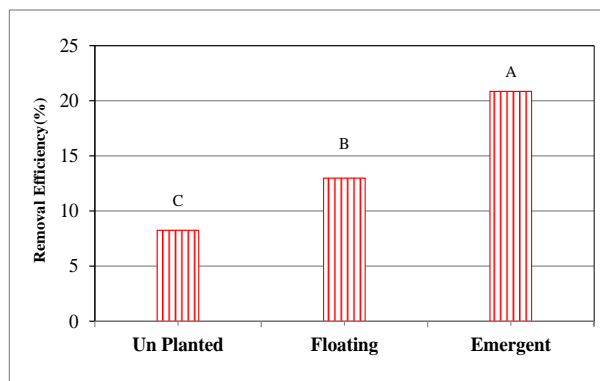 25
20
15
10
5
0
Removal Efficiency(%)
C
B
A
Un Planted
Floating
Emergent